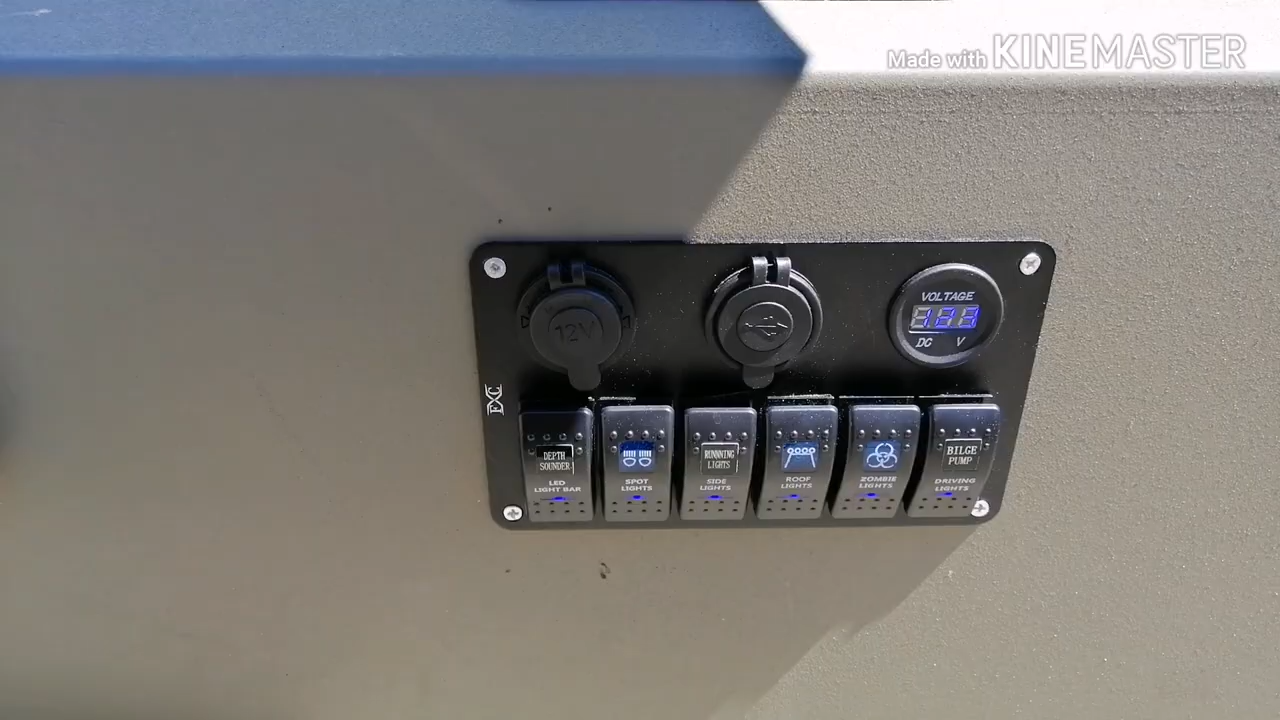 Made with KINEMASTER
12V
VOLTAGE
DC V
EXC
DEPTH
SOUNDER
LED
LIGHT BAR
SPOT
LIGHTS
RUNNING
LIGHTS
SIDE
LIGHTS
ROOF
LIGHTS
ZOMBIE
LIGHTS
BILGE
PUMP
DRIVING
LIGHTS